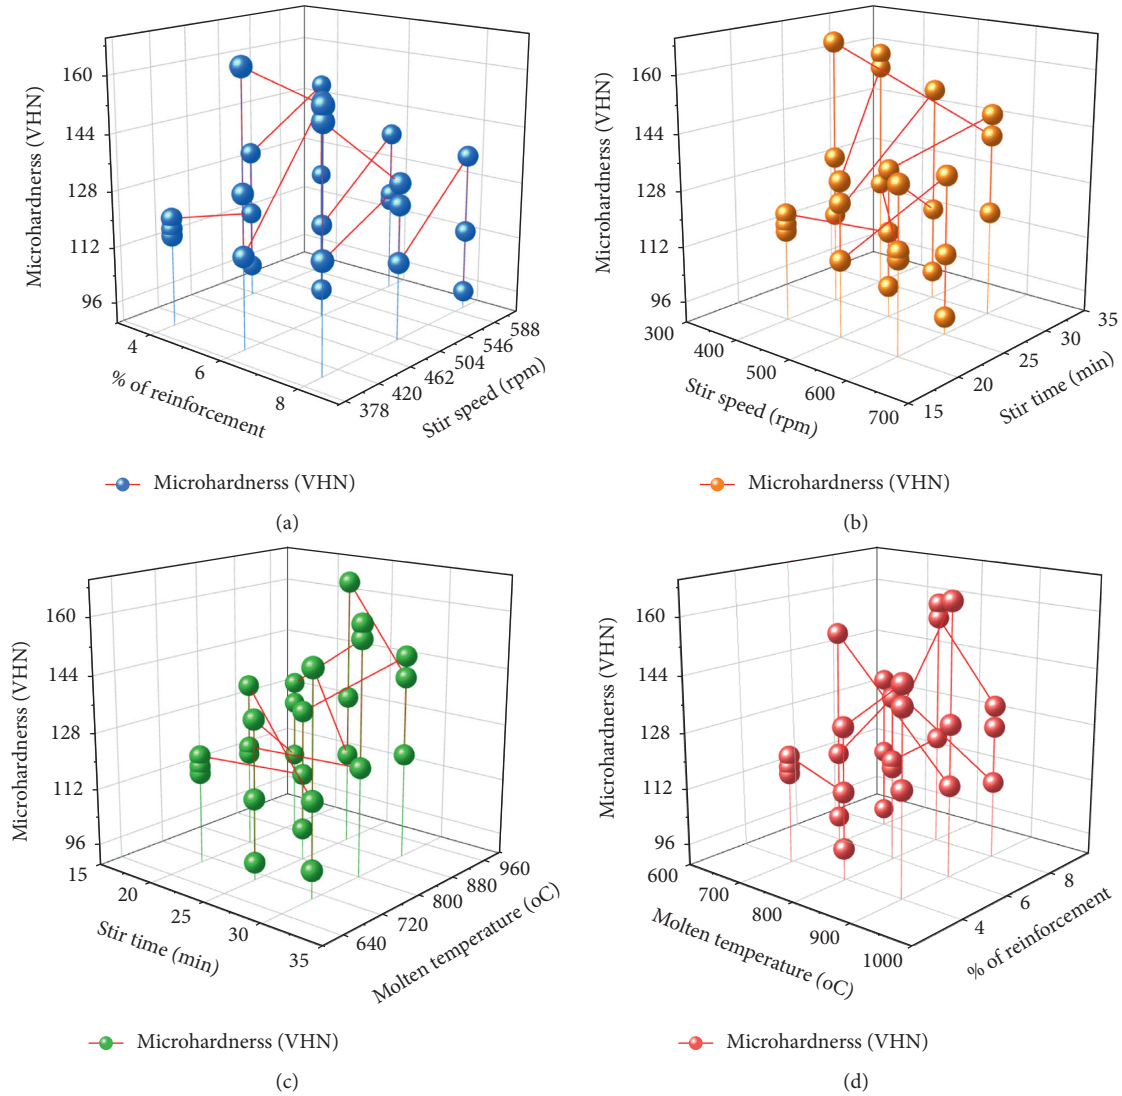 Microhardnerss (VHN)
160
144
128
112
96
4
6
8
% of reinforcement
378
420
462
504
546
588
Stir speed (rpm)
Microhardnerss (VHN)
(a)
Microhardnerss (VHN)
160
144
128
112
96
300
400
500
600
700
Stir speed (rpm)
15
20
25
30
35
Stir time (min)
Microhardnerss (VHN)
(b)
Microhardnerss (VHN)
160
144
128
112
96
15
20
25
30
35
Stir time (min)
640
720
800
880
960
Molten temperature (oC)
Microhardnerss (VHN)
(c)
Microhardnerss (VHN)
160
144
128
112
96
600
700
800
900
1000
Molten temperature (oC)
4
6
8
% of reinforcement
Microhardnerss (VHN)
(d)